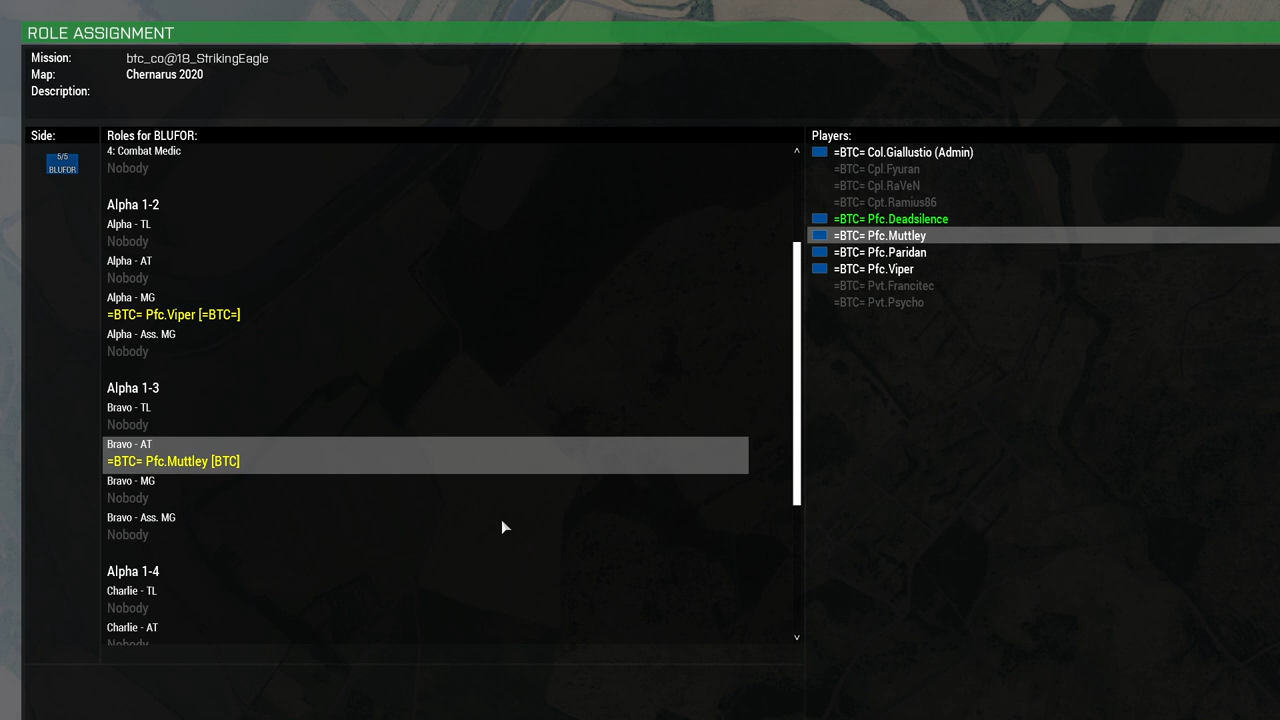 ROLE ASSIGNMENT
Mission: btc_co@18_StrikingEagle
Map: Chernarus 2020
Description:
Side:
5/5
BLUFOR
Roles for BLUFOR:
4: Combat Medic
Nobody
Alpha 1-2
Alpha - TL
Nobody
Alpha - AT
Nobody
Alpha - MG
=BTC= Pfc.Viper [=BTC=]
Alpha - Ass. MG
Nobody
Alpha 1-3
Bravo - TL
Nobody
Bravo - AT
=BTC= Pfc.Muttley [BTC]
Bravo - MG
Nobody
Bravo - Ass. MG
Nobody
Alpha 1-4
Charlie - TL
Nobody
Charlie - AT
Nobody
Players:
=BTC= Col.Giallustio (Admin)
=BTC= Cpl.Fyuran
=BTC= Cpl.RaVeN
=BTC= Cpt.Ramius86
=BTC= Pfc.Deadsilence
=BTC= Pfc.Muttley
=BTC= Pfc.Paridan
=BTC= Pfc.Viper
=BTC= Pvt.Francitec
=BTC= Pvt.Psycho